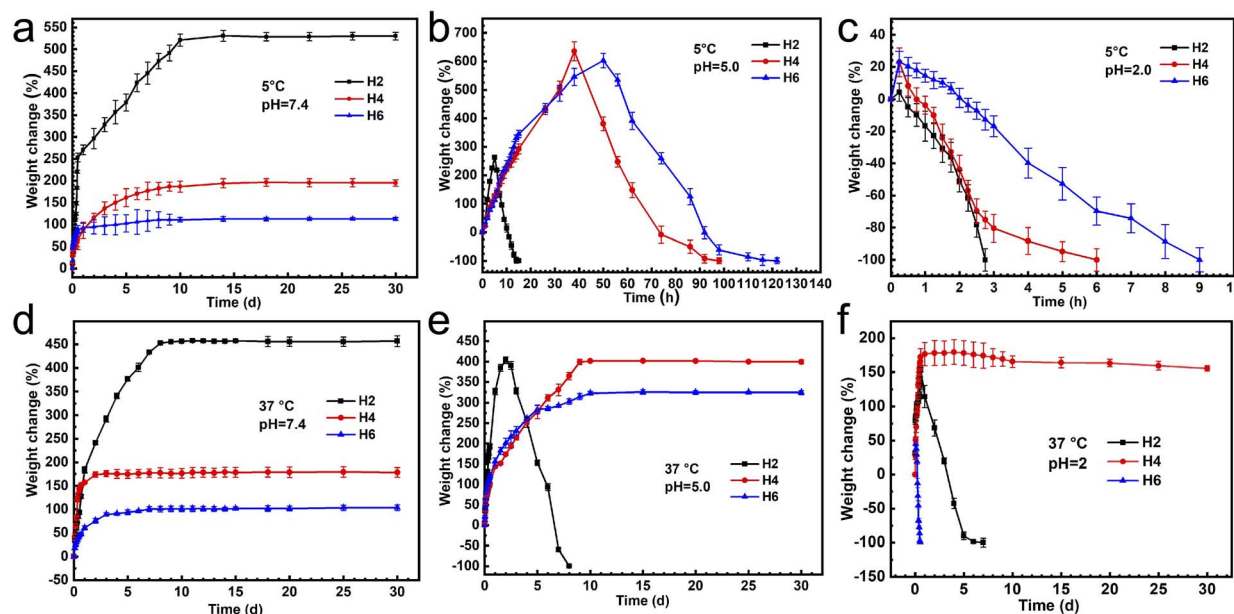 a
Weight change (%)
550
500
450
400
350
300
250
200
150
100
50
0
5°C
pH=7.4
H2
H4
H6
0 5 10 15 20 25 30
Time (d)
b
Weight change (%)
700
600
500
400
300
200
100
0
-100
5°C
pH=5.0
H2
H4
H6
0 10 20 30 40 50 60 70 80 90 100 110 120 130 140
Time (h)
c
Weight change (%)
40
20
0
-20
-40
-60
-80
-100
5°C
pH=2.0
H2
H4
H6
0 1 2 3 4 5 6 7 8 9 1
Time (h)
d
Weight change (%)
450
400
350
300
250
200
150
100
50
0
50
37 °C
pH=7.4
H2
H4
H6
0 5 10 15 20 25 30
Time (d)
e
Weight change (%)
500
450
400
350
300
250
200
150
100
50
0
-50
-100
37 °C
pH=5.0
H2
H4
H6
0 5 10 15 20 25 30
Time (d)
f
Weight change (%)
200
150
100
50
0
-50
-100
-150
37 °C
pH=2
H2
H4
H6
0 5 10 15 20 25 30
Time (d)